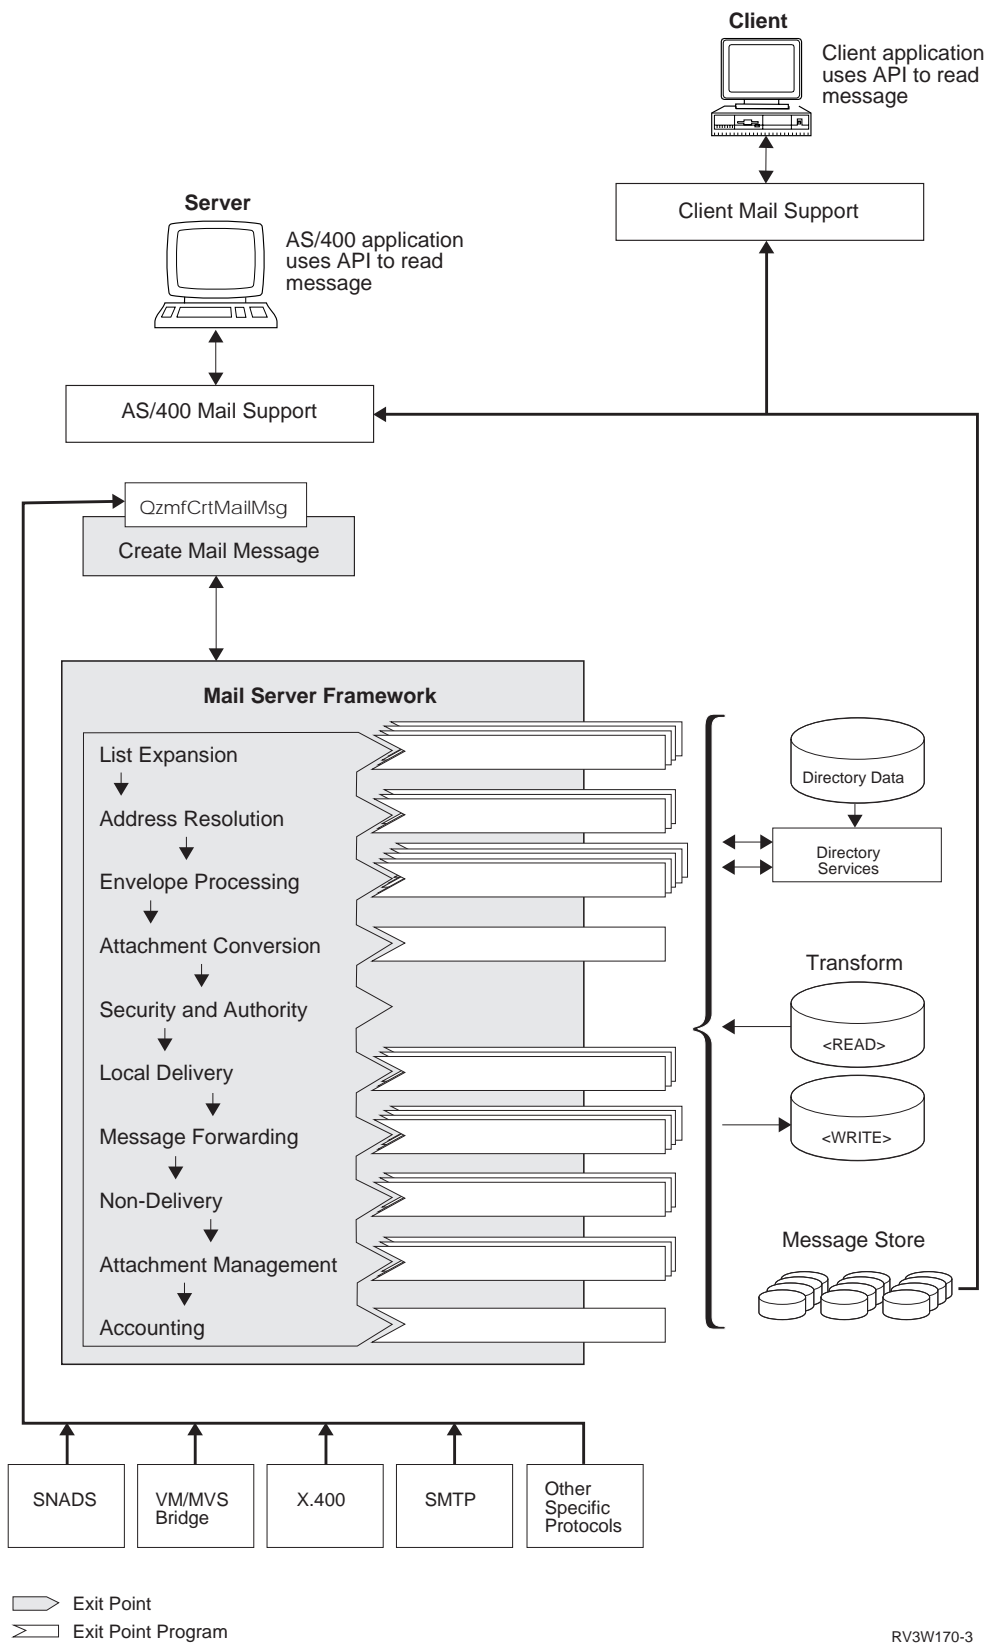 Client
Client application
uses API to read
message
Client Mail Support
Server
AS/400 application
uses API to read
message
AS/400 Mail Support
QzmfCrtMailMsg
Create Mail Message
Mail Server Framework
List Expansion
Address Resolution
Envelope Processing
Attachment Conversion
Security and Authority
Local Delivery
Message Forwarding
Non-Delivery
Attachment Management
Accounting
Directory Data
Directory
Services
Transform
<READ>
<WRITE>
Message Store
SNADS
VM/MVS
Bridge
X.400
SMTP
Other
Specific
Protocols
Exit Point
Exit Point Program
RV3W170-3